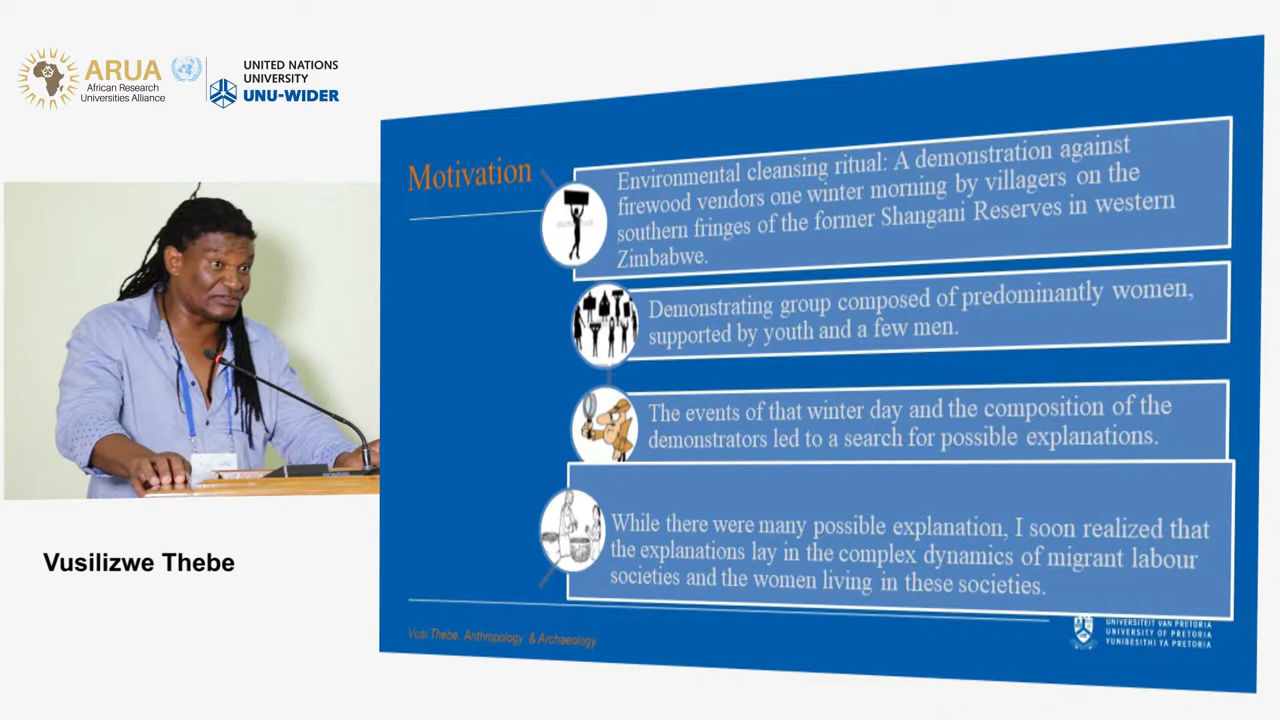 ARUA
African Research
Universities Alliance
UNITED NATIONS
UNIVERSITY
UNU-WIDER
Motivation
Environmental cleansing ritual: A demonstration against
firewood vendors one winter morning by villagers on the
southern fringes of the former Shangani Reserves in western
Zimbabwe.
Demonstrating group composed of predominantly women,
supported by youth and a few men.
The events of that winter day and the composition of the
demonstrators led to a search for possible explanations.
While there were many possible explanation, I soon realized that
the explanations lay in the complex dynamics of migrant labour
societies and the women living in these societies.
Vusilizwe Thebe
Vusi Thebe. Anthropology & Archaeology
UNIVERSITEIT VAN PRETORIA
UNIVERSITY OF PRETORIA
YUNIBESITHI YA PRETORIA